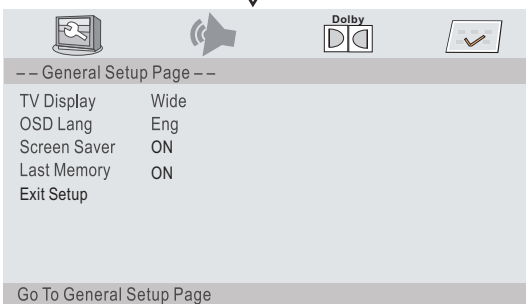 Dolby
– – General Setup Page – –
TV Display Wide
OSD Lang Eng
Screen Saver ON
Last Memory ON
Exit Setup
Go To General Setup Page